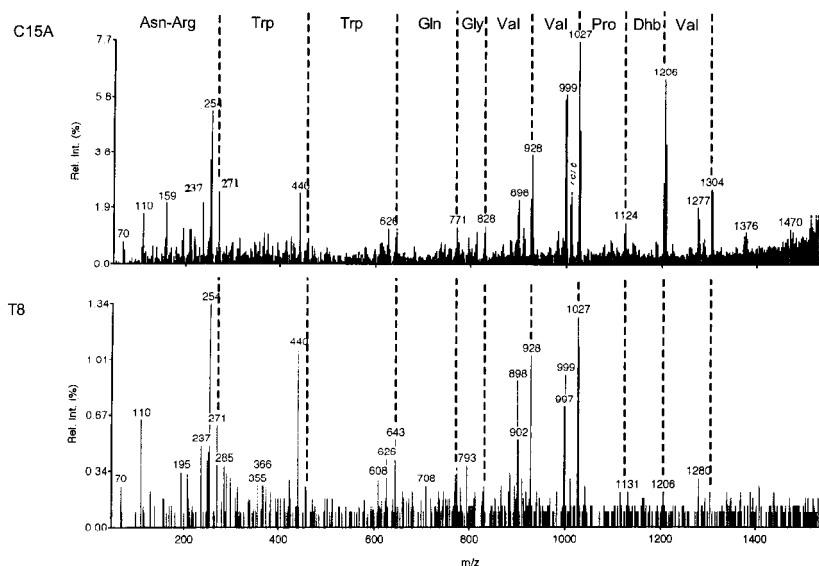 C15A
Asn-Arg Trp Trp Gln Gly Val Val Pro Dhb Val
Rel. Int. (%)
7.7
5.8
3.6
1.9
0.0
70 110 159 237 254 271 440 626 771 828 898 928 999 1027 1124 1206 1277 1304 1376 1470
T8
Rel. Int. (%)
1.34
1.01
0.67
0.34
0.00
70 110 195 237 254 271 285 355 366 440 608 626 643 708 793 898 902 928 997 999 1027 1131 1206 1280
200 400 600 800 1000 1200 1400
m/z